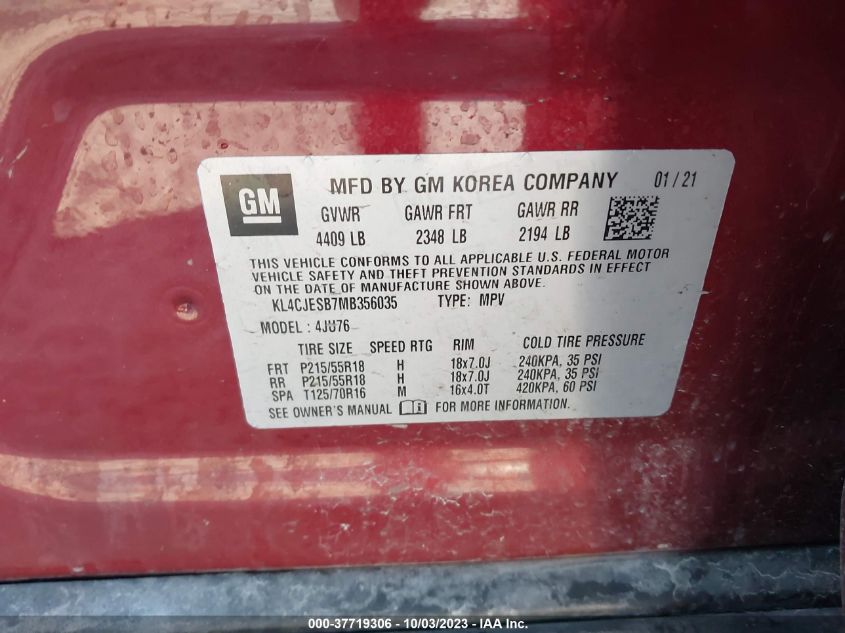 GM MFD BY GM KOREA COMPANY 01/21
GVWR GAWR FRT GAWR RR
4409 LB 2348 LB 2194 LB
THIS VEHICLE CONFORMS TO ALL APPLICABLE U.S. FEDERAL MOTOR
VEHICLE SAFETY AND THEFT PREVENTION STANDARDS IN EFFECT
ON THE DATE OF MANUFACTURE SHOWN ABOVE.
KL4CJESB7MB356035 TYPE: MPV
MODEL: 4JU76
TIRE SIZE SPEED RTG RIM COLD TIRE PRESSURE
FRT P215/55R18 H 18x7.0J 240KPA, 35 PSI
RR P215/55R18 H 18x7.0J 240KPA, 35 PSI
SPA T125/70R16 M 16x4.0T 420KPA, 60 PSI
SEE OWNER'S MANUAL FOR MORE INFORMATION.
000-37719306 - 10/03/2023 - IAA Inc.